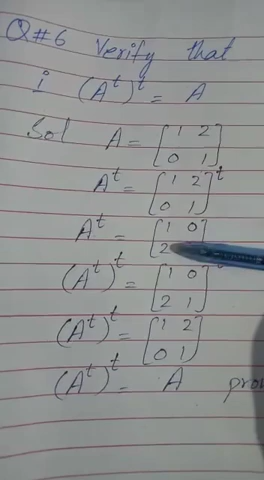 Q#6 Verify that
i (A^t)^t = A
Sol A = [1 2
0 1]
A^t = [1 2
0 1]^t
A^t = [1 0
2
(A^t)^t = [1 0
2 1]^t
(A^t)^t = [1 2
0 1]
(A^t)^t = A